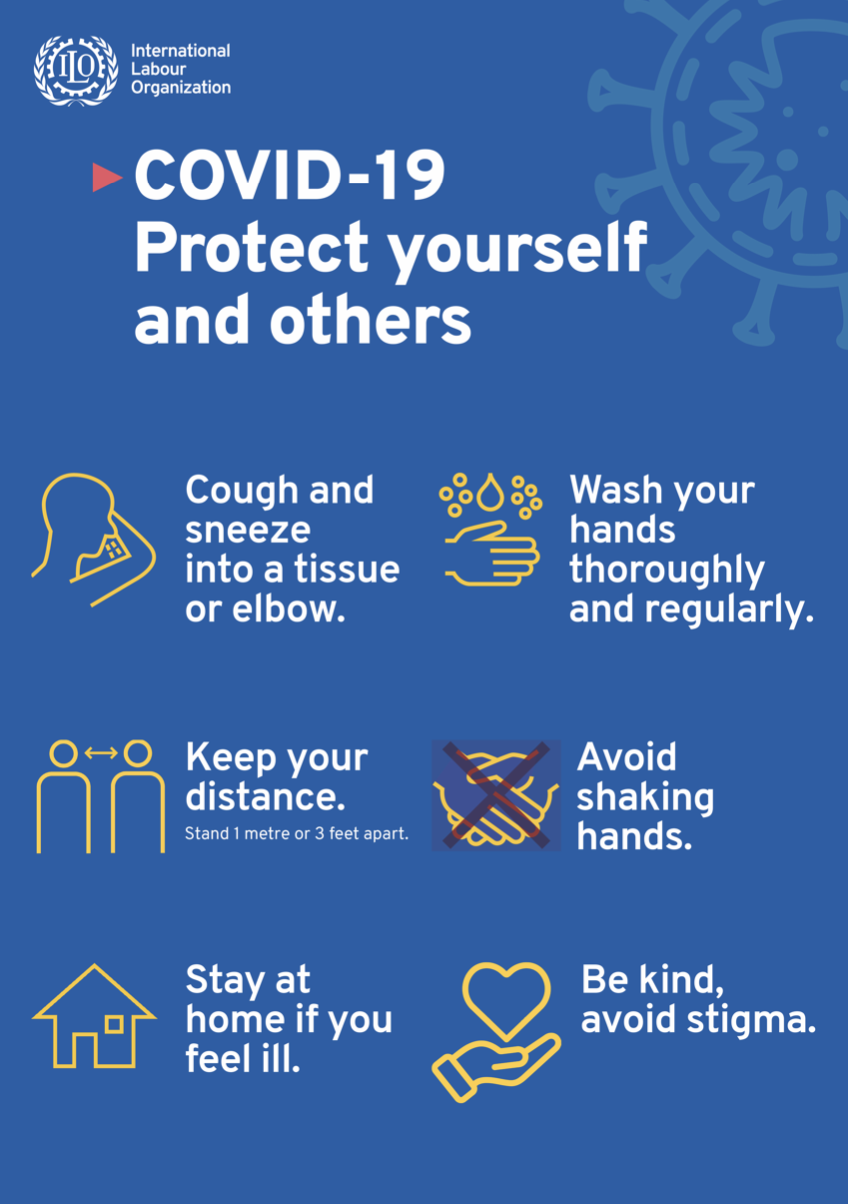 ILO
International
Labour
Organization
COVID-19
Protect yourself
and others
Cough and
sneeze
into a tissue
or elbow.
Wash your
hands
thoroughly
and regularly.
Keep your
distance.
Stand 1 metre or 3 feet apart.
Avoid
shaking
hands.
Stay at
home if you
feel ill.
Be kind,
avoid stigma.